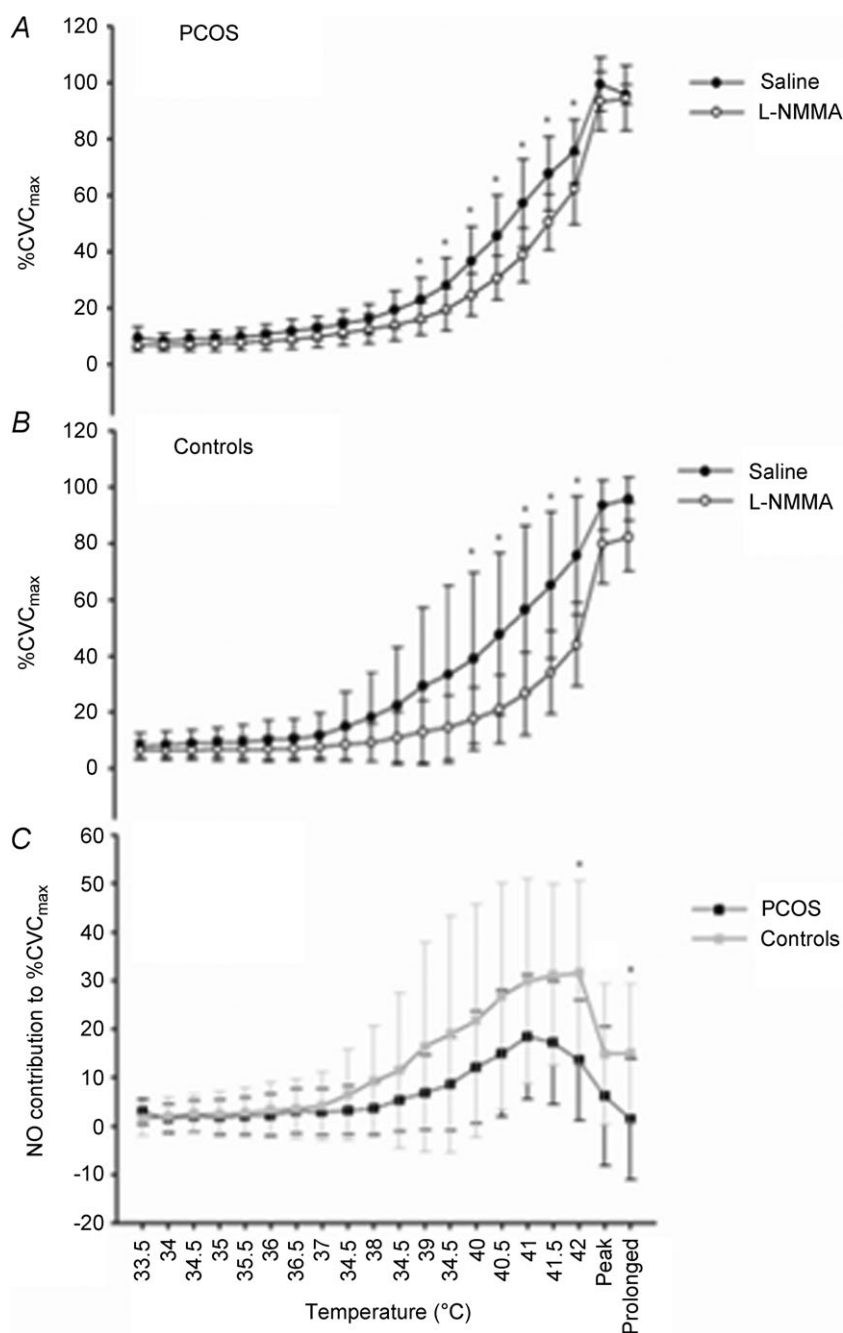 A
PCOS
120
100
80
60
40
20
0
%CVCmax
Saline
L-NMMA
B
Controls
120
100
80
60
40
20
0
%CVCmax
Saline
L-NMMA
C
60
50
40
30
20
10
0
-10
-20
NO contribution to %CVCmax
PCOS
Controls
33.5
34
34.5
35
35.5
36
36.5
37
34.5
38
34.5
39
34.5
40
40.5
41
41.5
42
Peak
Prolonged
Temperature (°C)